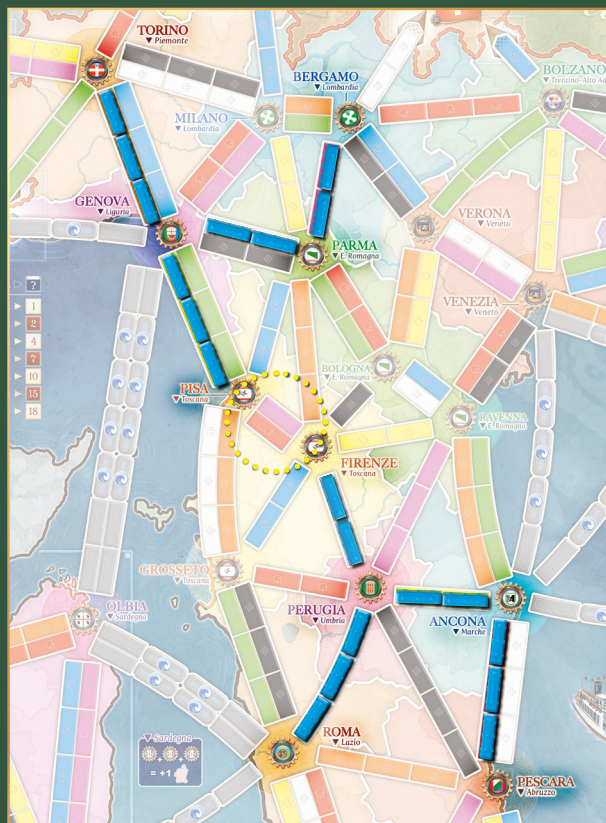 TORINO
▼ Piemonte
BERGAMO
▼ Lombardia
BOLZANO
▼ Trentino-Alto Ad
MILANO
▼ Lombardia
GENOVA
▼ Liguria
VERONA
▼ Veneto
PARMA
▼ E. Romagna
?
1
2
4
7
10
15
18
VENEZIA
▼ Veneto
BOLOGNA
▼ E. Romagna
PISA
▼ Toscana
RAVENNA
▼ E. Romagna
FIRENZE
▼ Toscana
GROSSETO
▼ Toscana
OLBIA
▼ Sardegna
PERUGIA
▼ Umbria
ANCONA
▼ Marche
▼ Sardegna
+ +
= +1
ROMA
▼ Lazio
PESCARA
▼ Abruzzo